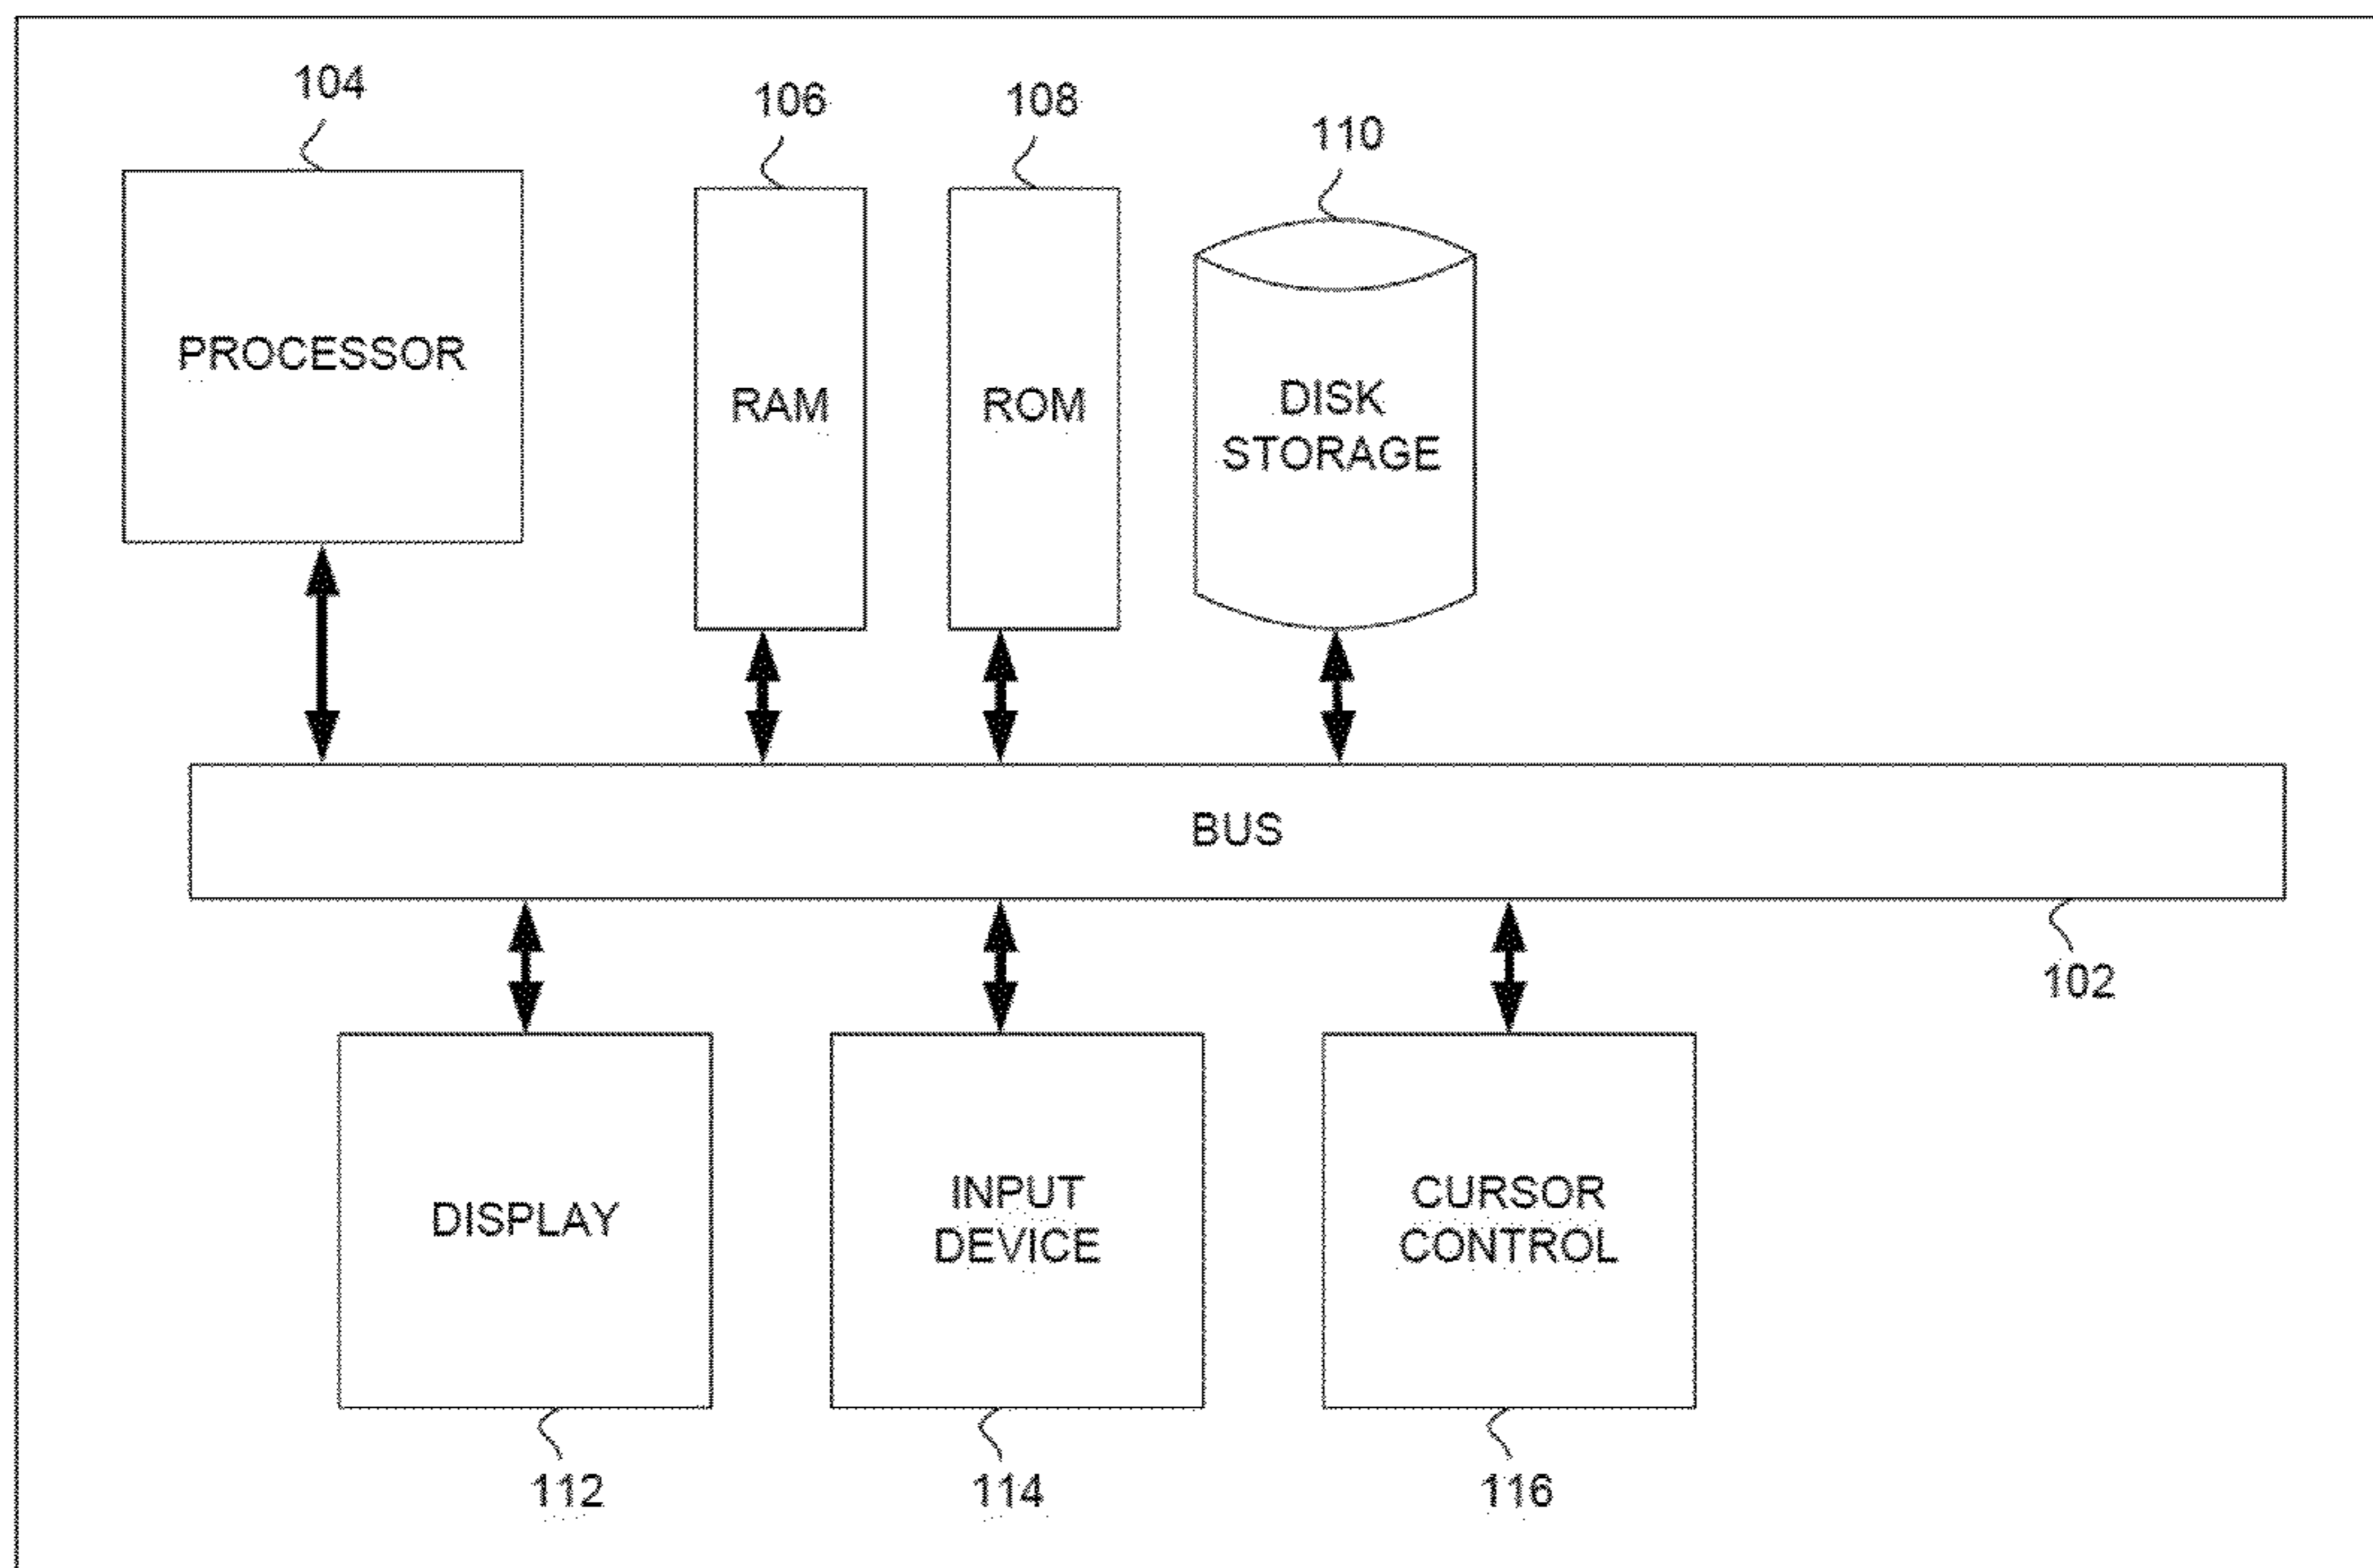 104
106
108
110
PROCESSOR
RAM
ROM
DISK
STORAGE
BUS
102
DISPLAY
INPUT
DEVICE
CURSOR
CONTROL
112
114
116